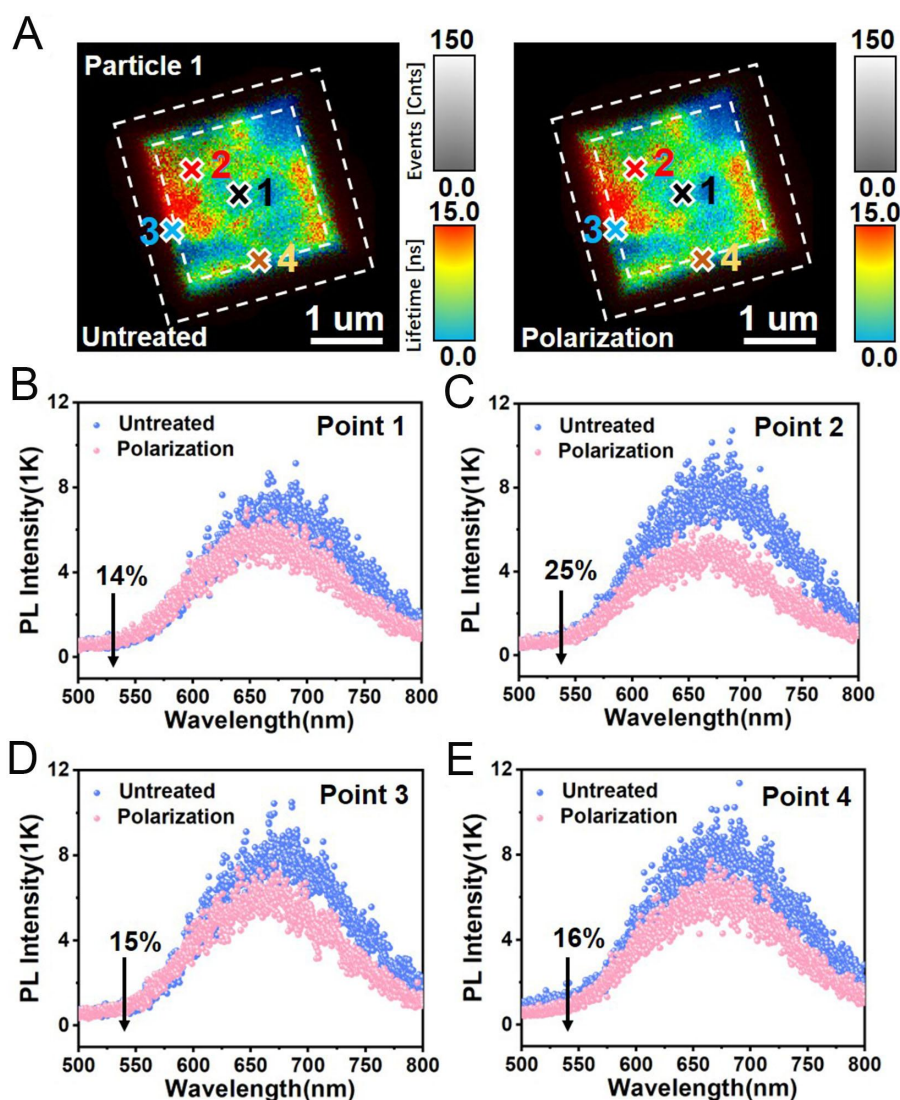 A
Particle 1
2
1
3
4
Untreated
1 um
150
Events [Cnts]
0.0
15.0
Lifetime [ns]
0.0
2
1
3
4
Polarization
1 um
150
0.0
15.0
0.0
B
12
8
4
0
PL Intensity(1K)
Untreated
Polarization
Point 1
14%
500 550 600 650 700 750 800
Wavelength(nm)
C
12
8
4
0
PL Intensity(1K)
Untreated
Polarization
Point 2
25%
500 550 600 650 700 750 800
Wavelength(nm)
D
12
8
4
0
PL Intensity(1K)
Untreated
Polarization
Point 3
15%
500 550 600 650 700 750 800
Wavelength(nm)
E
12
8
4
0
PL Intensity(1K)
Untreated
Polarization
Point 4
16%
500 550 600 650 700 750 800
Wavelength(nm)